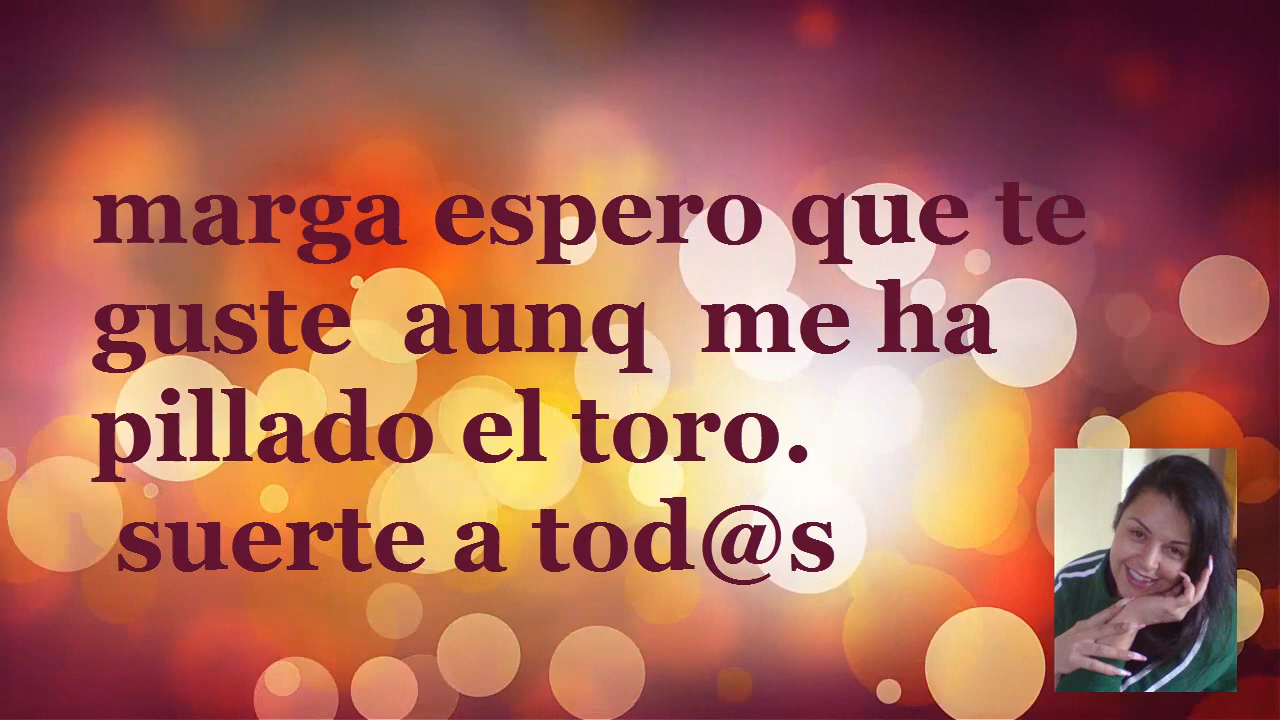 marga espero que te
guste aunq me ha
pillado el toro.
suerte a tod@s